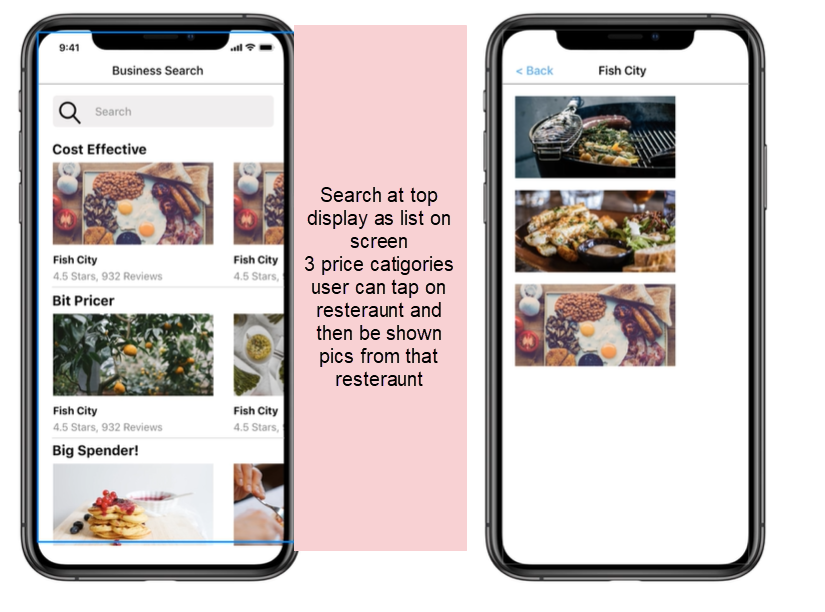 9:41
Business Search
Search
Cost Effective
Fish City
Fish City
4.5 Stars, 932 Reviews
4.5 Stars,
Bit Pricer
Fish City
Fish City
4.5 Stars, 932 Reviews
4.5 Stars,
Big Spender!
Search at top
display as list on
screen
3 price catigories
user can tap on
resteraunt and
then be shown
pics from that
resteraunt
< Back
Fish City